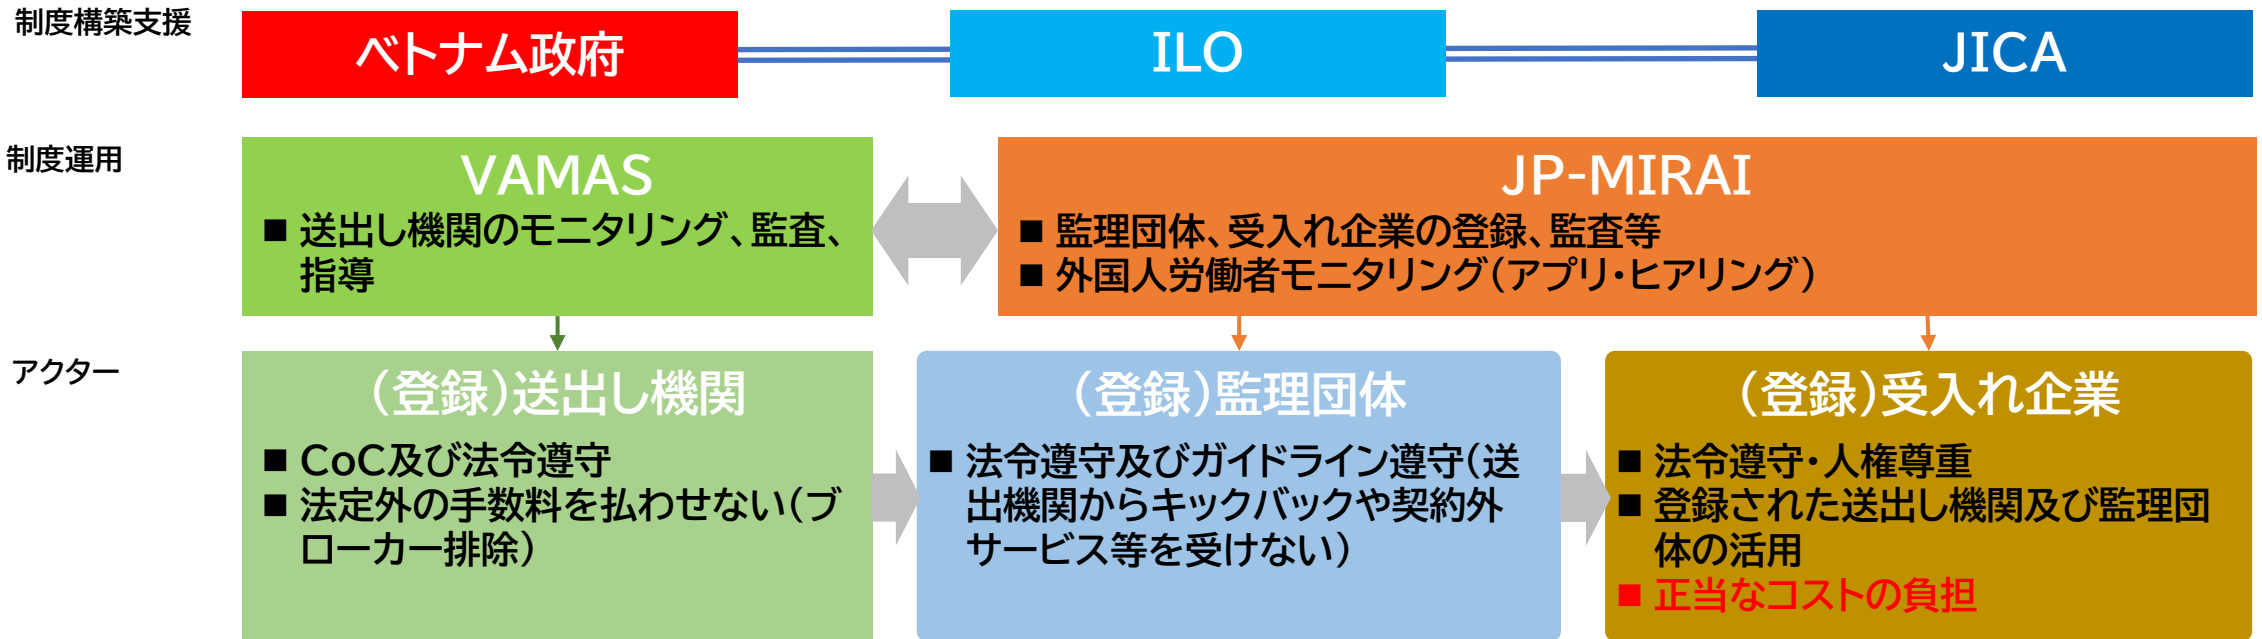 制度構築支援
ベトナム政府
ILO
JICA
制度運用
VAMAS
■ 送出し機関のモニタリング、監査、
指導
JP-MIRAI
■ 監理団体、受入れ企業の登録、監査等
■ 外国人労働者モニタリング(アプリ・ヒアリング)
アクター
(登録)送出し機関
■ CoC及び法令遵守
■ 法定外の手数料を払わせない(ブ
ローカー排除)
(登録)監理団体
■ 法令遵守及びガイドライン遵守(送
出機関からキックバックや契約外
サービス等を受けない)
(登録)受入れ企業
■ 法令遵守・人権尊重
■ 登録された送出し機関及び監理団
体の活用
■ 正当なコストの負担